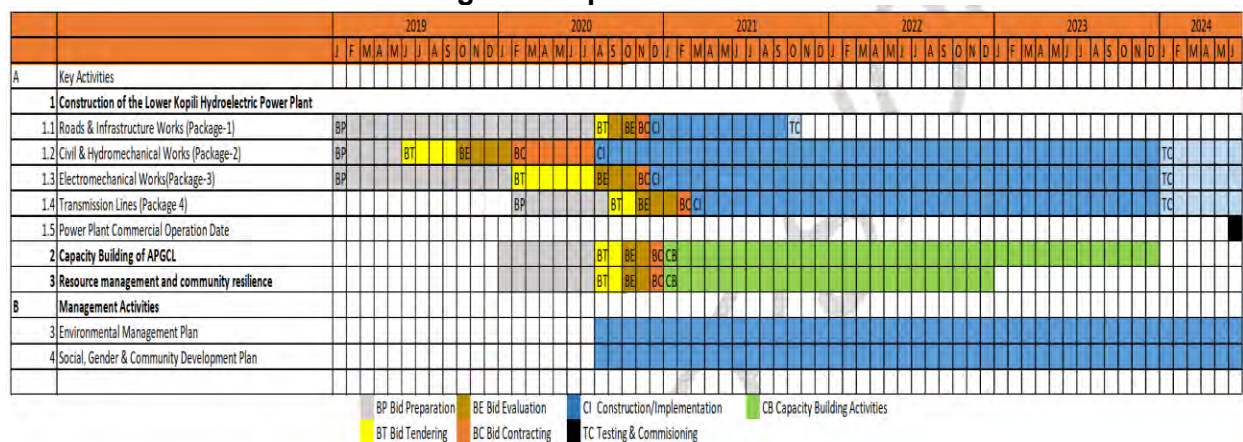 2019 2020 2021 2022 2023 2024
J F M A M J J A S O N D J F M A M J J A S O N D J F M A M J J A S O N D J F M A M J J A S O N D J F M A M J J A S O N D J F M A M J
A Key Activities
1 Construction of the Lower Kopili Hydroelectric Power Plant
1.1 Roads & Infrastructure Works (Package-1) BP BT BE BC CI TC
1.2 Civil & Hydromechanical Works (Package-2) BP BT BE BC CI TC
1.3 Electromechanical Works(Package-3) BP BT BE BC CI TC
1.4 Transmission Lines (Package 4) BP BT BE BC CI TC
1.5 Power Plant Commercial Operation Date
2 Capacity Building of APGCL BT BE BC CB
3 Resource management and community resilience BT BE BC CB
B Management Activities
3 Environmental Management Plan
4 Social, Gender & Community Development Plan
BP Bid Preparation BE Bid Evaluation CI Construction/Implementation CB Capacity Building Activities
BT Bid Tendering BC Bid Contracting TC Testing & Commisioning